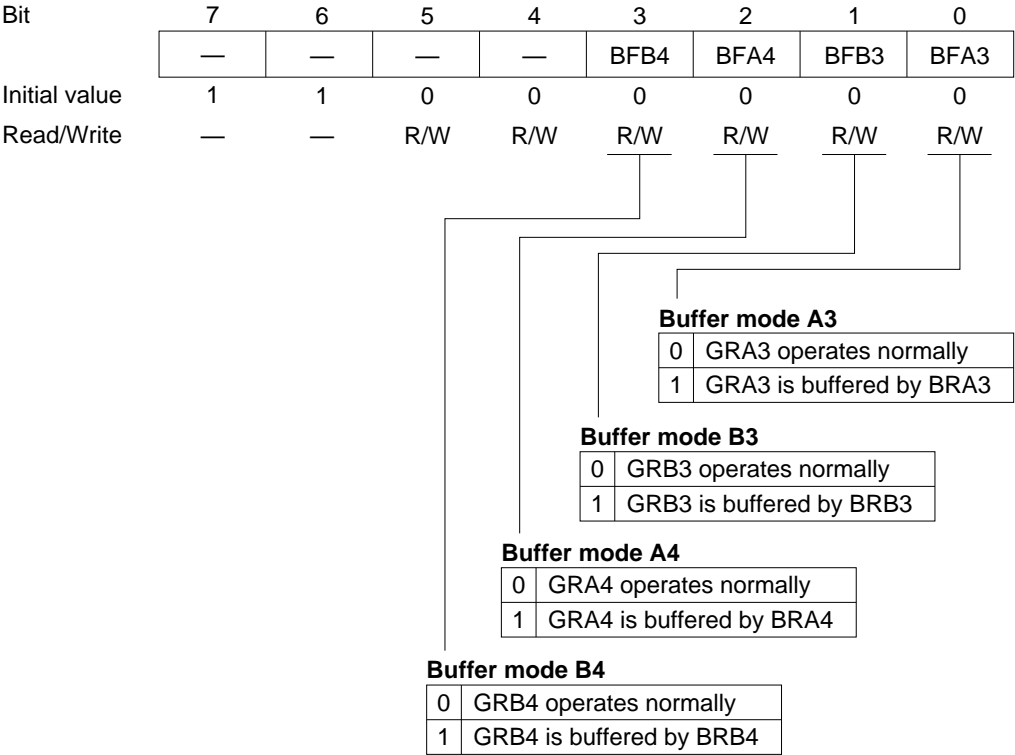 Bit 7 6 5 4 3 2 1 0
— — — — BFB4 BFA4 BFB3 BFA3
Initial value 1 1 0 0 0 0 0 0
Read/Write — — R/W R/W R/W R/W R/W R/W
Buffer mode A3
0 GRA3 operates normally
1 GRA3 is buffered by BRA3
Buffer mode B3
0 GRB3 operates normally
1 GRB3 is buffered by BRB3
Buffer mode A4
0 GRA4 operates normally
1 GRA4 is buffered by BRA4
Buffer mode B4
0 GRB4 operates normally
1 GRB4 is buffered by BRB4